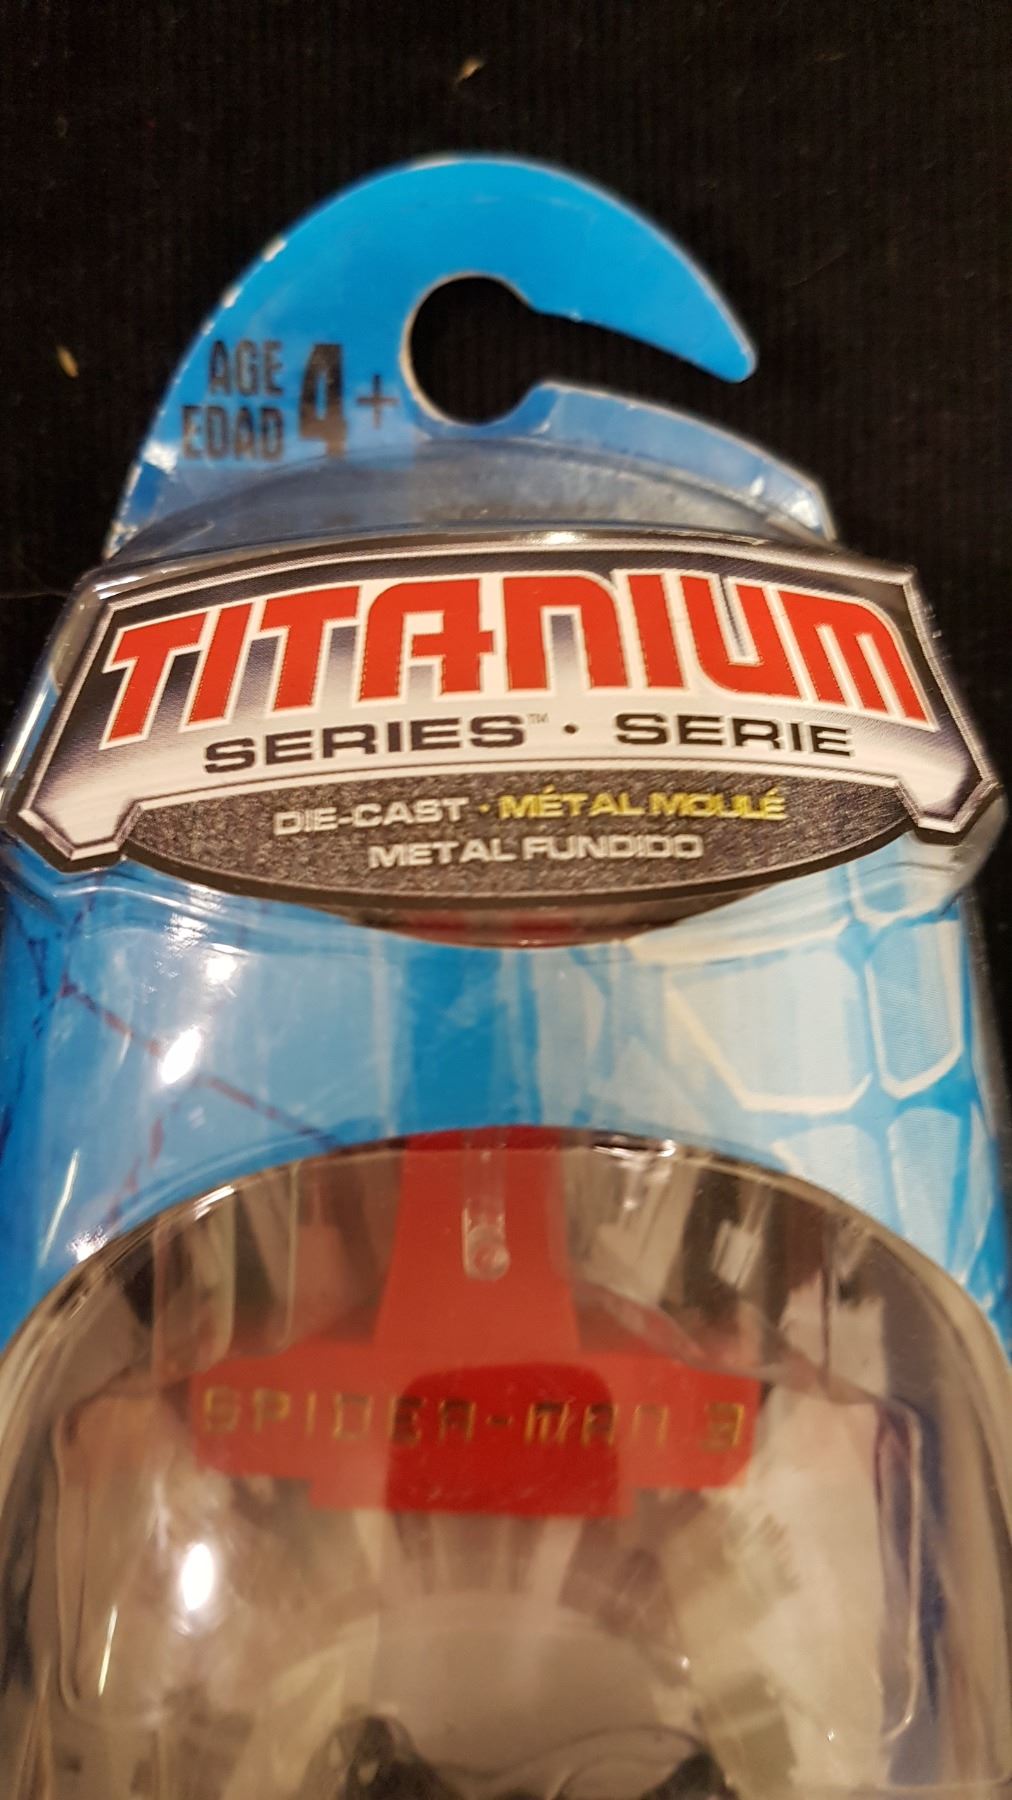 AGE
EDAD 4+
TITANIUM
SERIES™ · SERIE
DIE-CAST · MÉTAL MOULÉ
METAL FUNDIDO
SPIDER-MAN 3